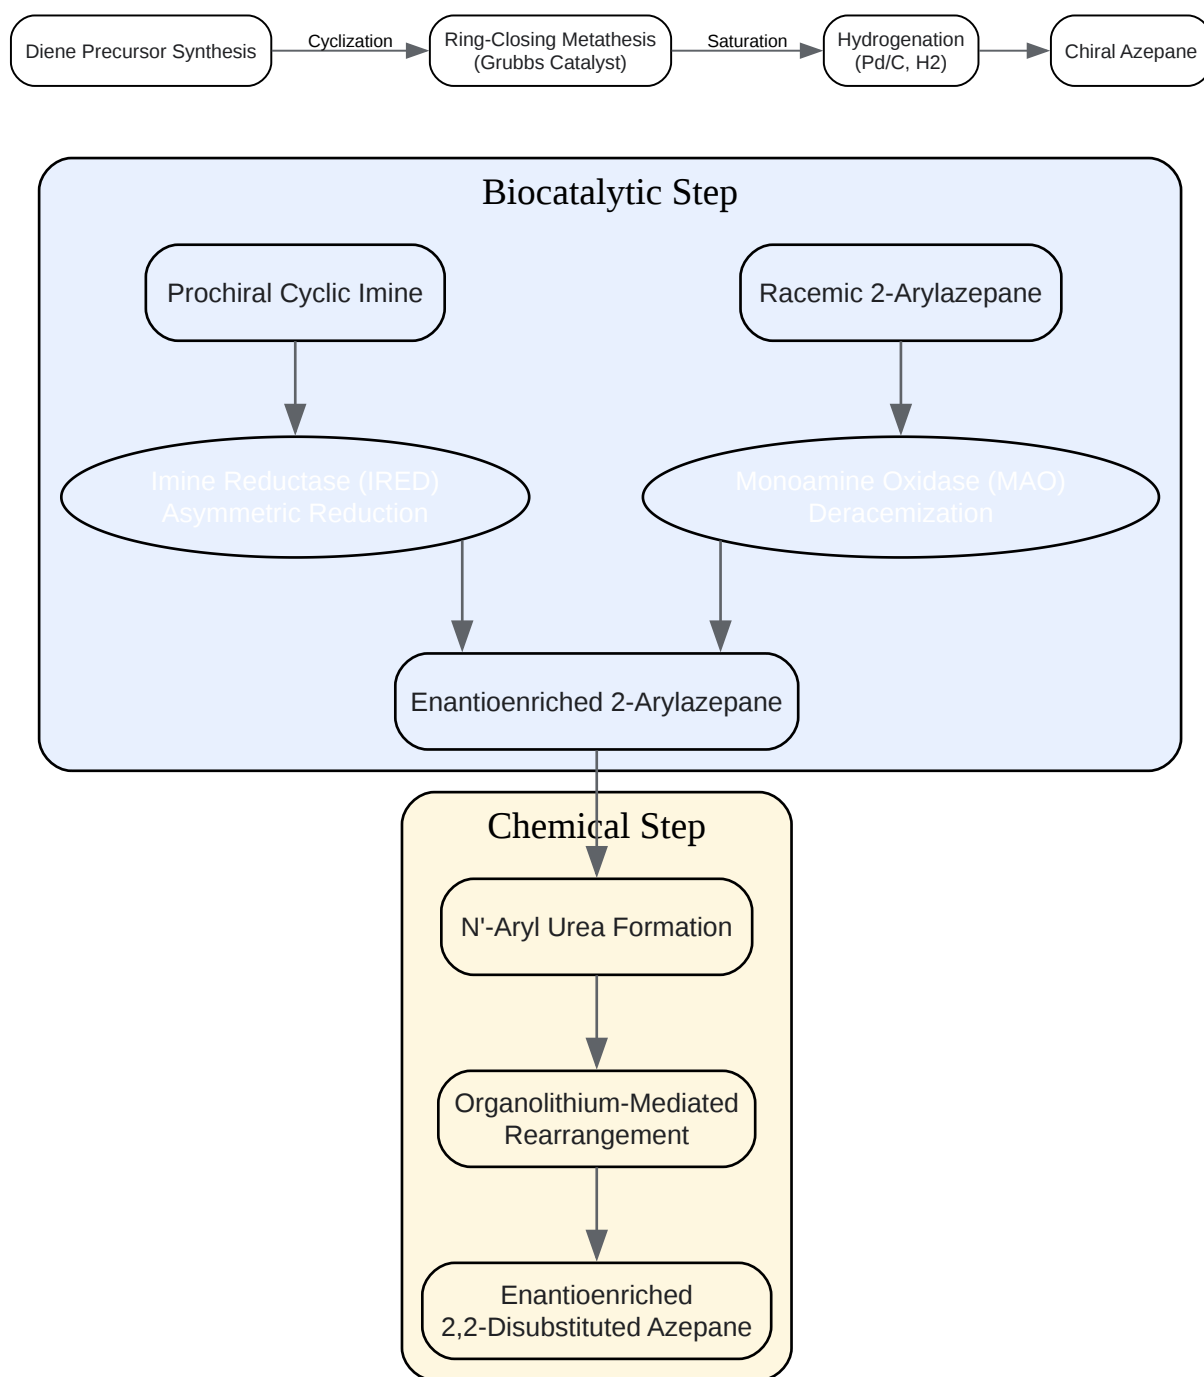 Diene Precursor Synthesis
Cyclization
Ring-Closing Metathesis
(Grubbs Catalyst)
Saturation
Hydrogenation
(Pd/C, H2)
Chiral Azepane
Biocatalytic Step
Prochiral Cyclic Imine
Racemic 2-Arylazepane
Imine Reductase (IRED)
Asymmetric Reduction
Monoamine Oxidase (MAO)
Deracemization
Enantioenriched 2-Arylazepane
Chemical Step
N'-Aryl Urea Formation
Organolithium-Mediated
Rearrangement
Enantioenriched
2,2-Disubstituted Azepane